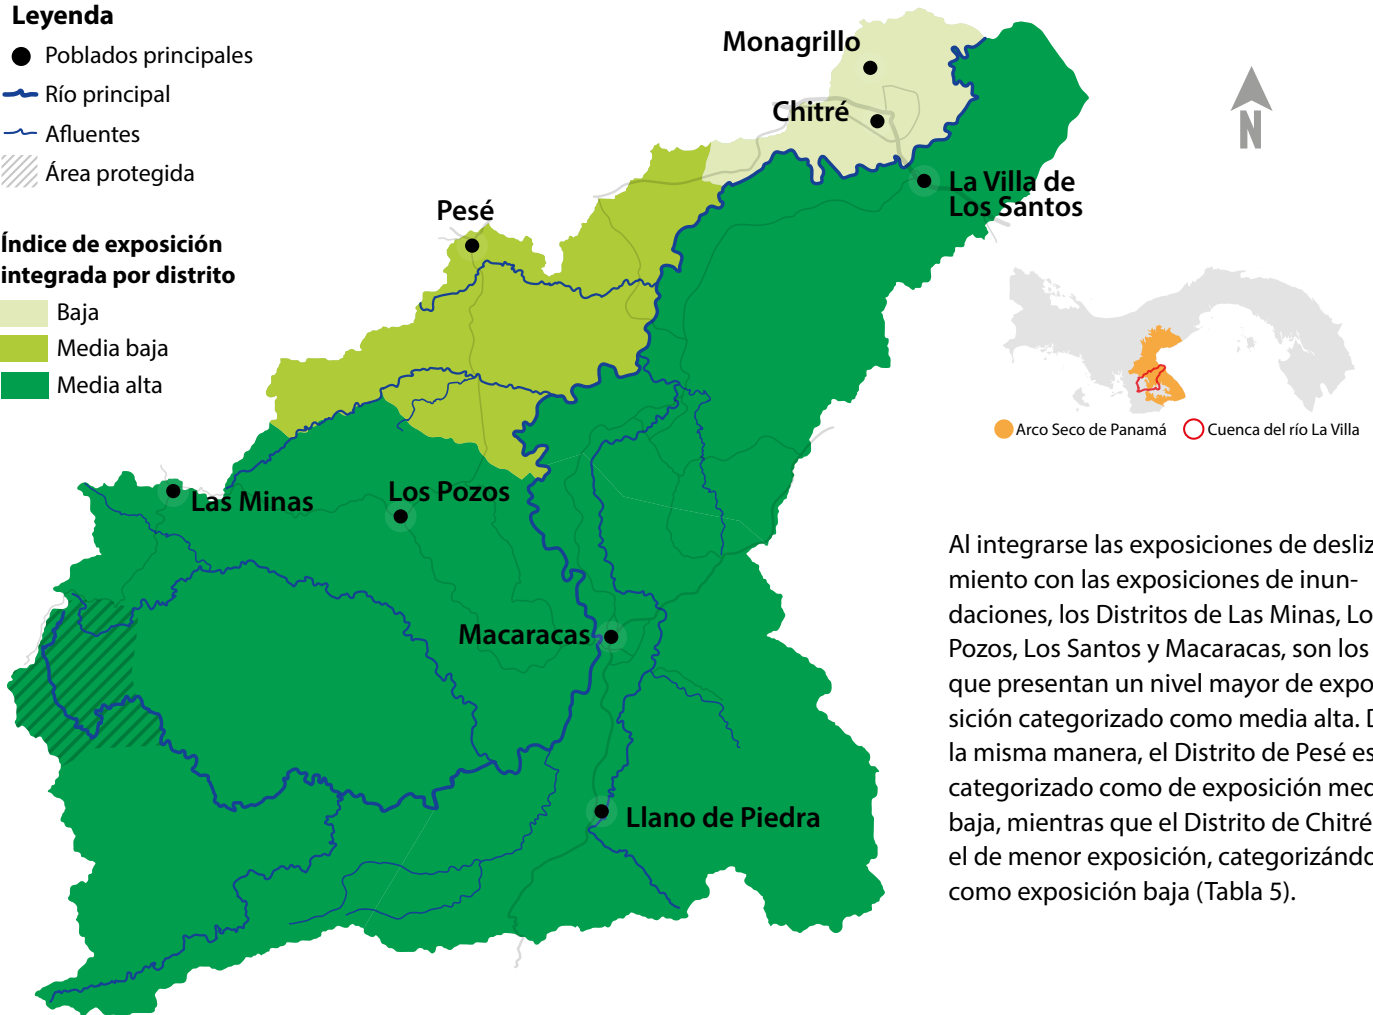 Leyenda
Poblados principales
Río principal
Afluentes
Área protegida
Índice de exposición
integrada por distrito
Baja
Media baja
Media alta
Monagrillo
Chitré
La Villa de
Los Santos
Pesé
Las Minas
Los Pozos
Macaracas
Llano de Piedra
N
Arco Seco de Panamá
Cuenca del río La Villa
Al integrarse las exposiciones de desliz
miento con las exposiciones de inun-
daciones, los Distritos de Las Minas, Lo
Pozos, Los Santos y Macaracas, son los
que presentan un nivel mayor de expo
sición categorizado como media alta. D
la misma manera, el Distrito de Pesé es
categorizado como de exposición med
baja, mientras que el Distrito de Chitré
el de menor exposición, categorizándo
como exposición baja (Tabla 5).